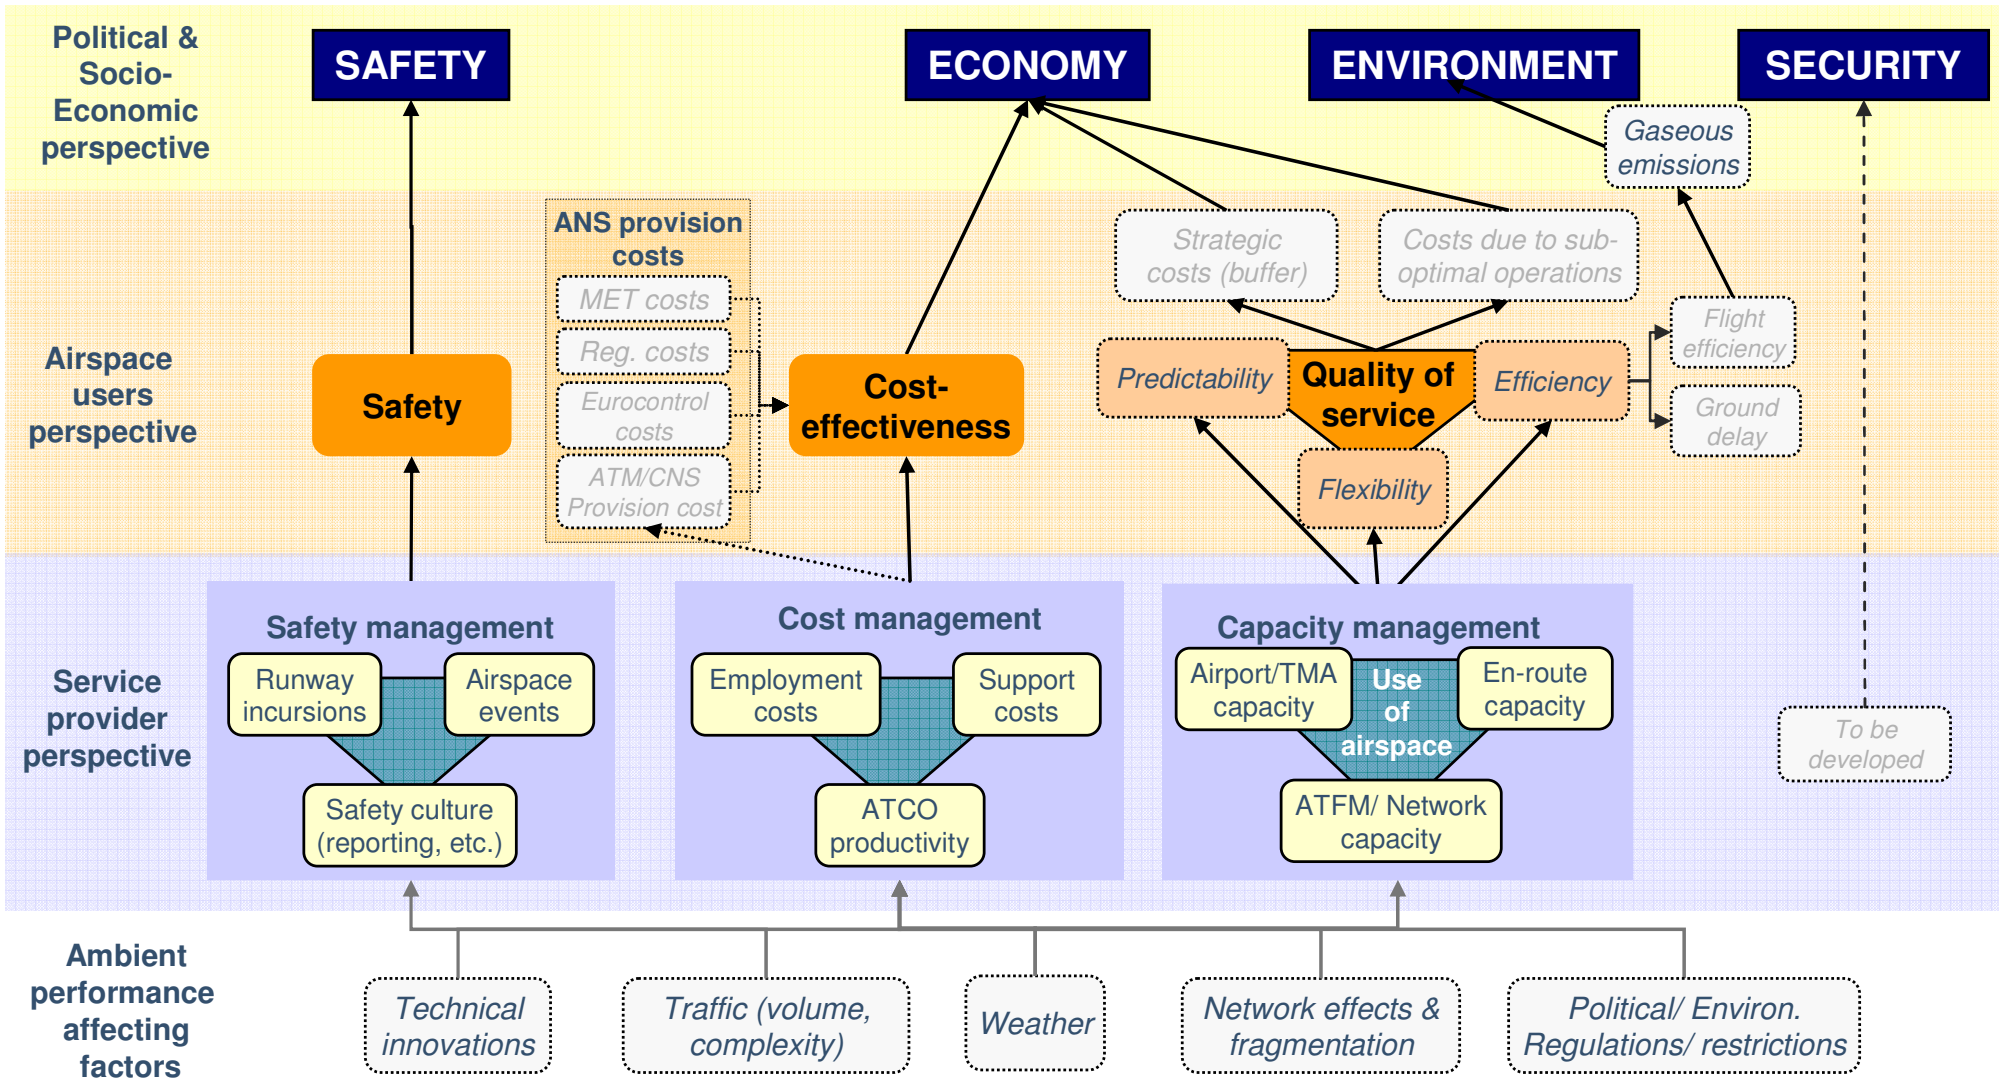 Political &
Socio-
Economic
perspective
SAFETY
ECONOMY
ENVIRONMENT
SECURITY
Gaseous
emissions
Airspace
users
perspective
ANS provision
costs
MET costs
Reg. costs
Eurocontrol
costs
ATM/CNS
Provision cost
Safety
Cost-
effectiveness
Strategic
costs (buffer)
Costs due to sub-
optimal operations
Predictability
Quality of
service
Efficiency
Flexibility
Flight
efficiency
Ground
delay
Service
provider
perspective
Safety management
Runway
incursions
Airspace
events
Safety culture
(reporting, etc.)
Cost management
Employment
costs
Support
costs
ATCO
productivity
Capacity management
Airport/TMA
capacity
Use
of
airspace
En-route
capacity
ATFM/ Network
capacity
To be
developed
Ambient
performance
affecting
factors
Technical
innovations
Traffic (volume,
complexity)
Weather
Network effects &
fragmentation
Political/ Environ.
Regulations/ restrictions